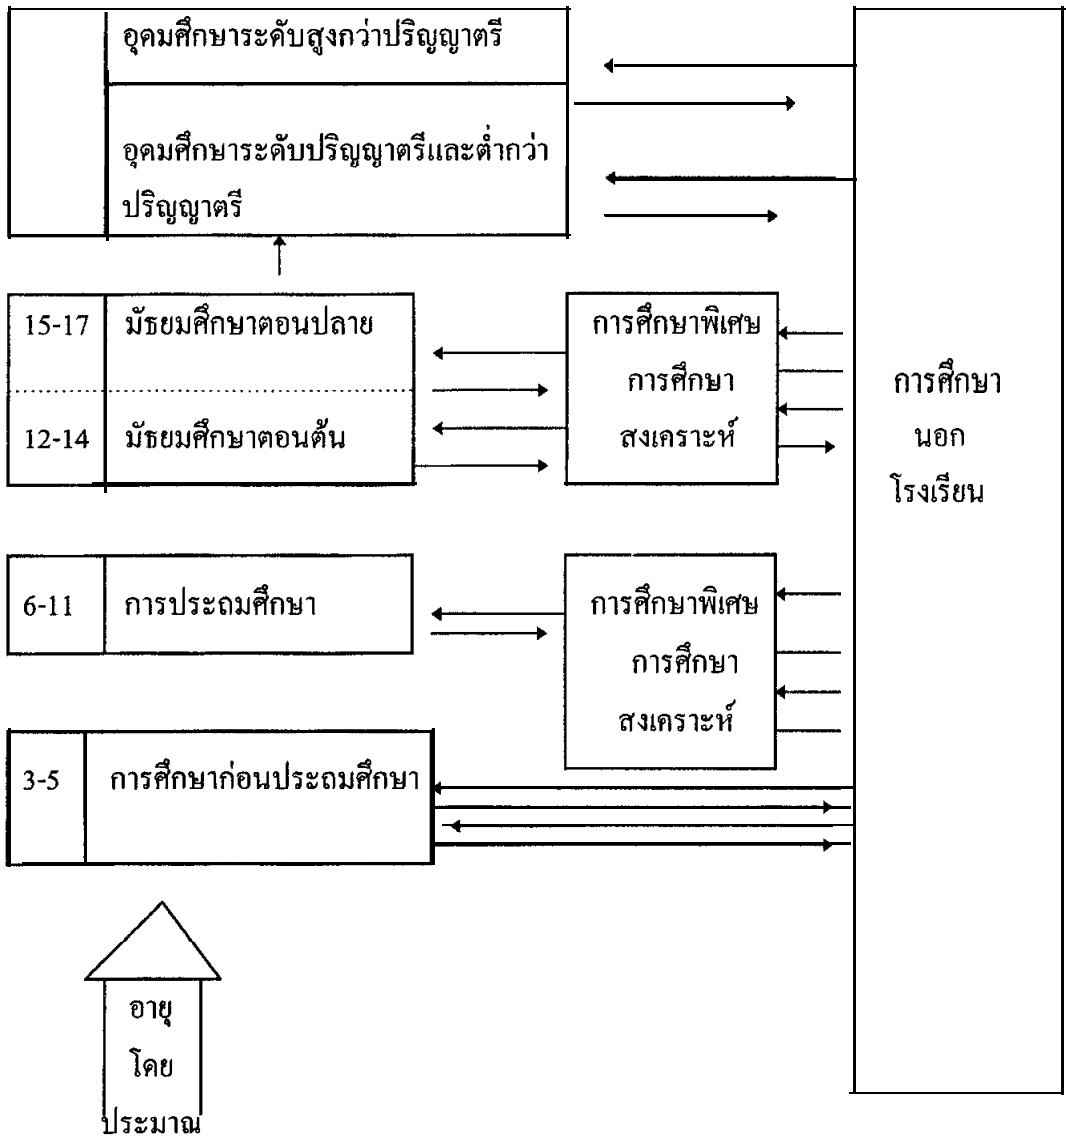 อุดมศึกษาระดับสูงกว่าปริญญาตรี
อุดมศึกษาระดับปริญญาตรีและต่ำกว่า
ปริญญาตรี
15-17 มัธยมศึกษาตอนปลาย
12-14 มัธยมศึกษาตอนต้น
การศึกษาพิเศษ
การศึกษา
สงเคราะห์
การศึกษา
นอก
โรงเรียน
6-11 การประถมศึกษา
การศึกษาพิเศษ
การศึกษา
สงเคราะห์
3-5 การศึกษาก่อนประถมศึกษา
อายุ
โดย
ประมาณ